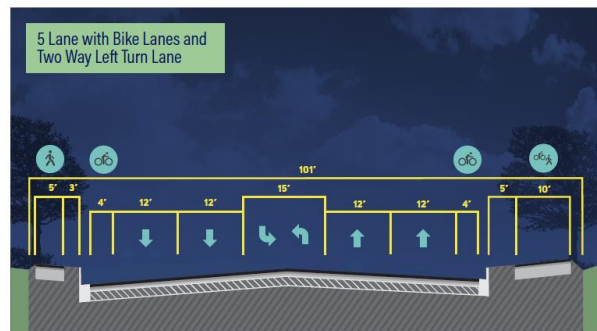 5 Lane with Bike Lanes and
Two Way Left Turn Lane
101′
5′ 3′ 15′ 5′ 10′
4′ 12′ 12′ 12′ 12′ 4′